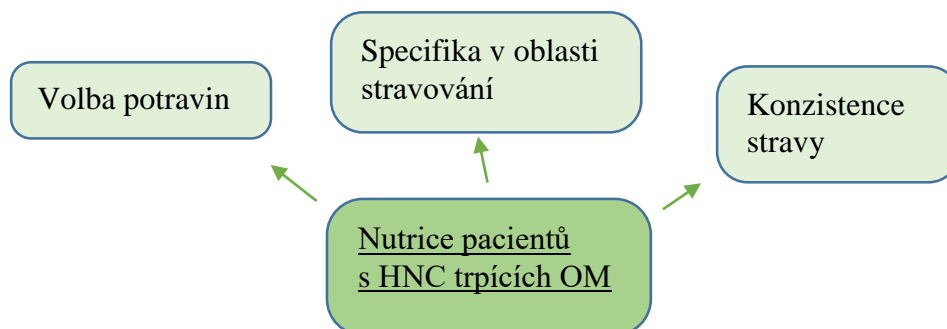 Specifika v oblasti
stravování
Volba potravin
Konzistence
stravy
Nutrice pacientů
s HNC trpících OM